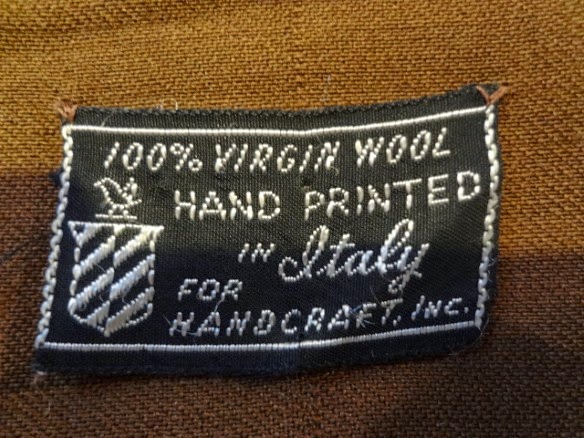 100% VIRGIN WOOL
HAND PRINTED
IN Italy
FOR
HANDCRAFT, INC.